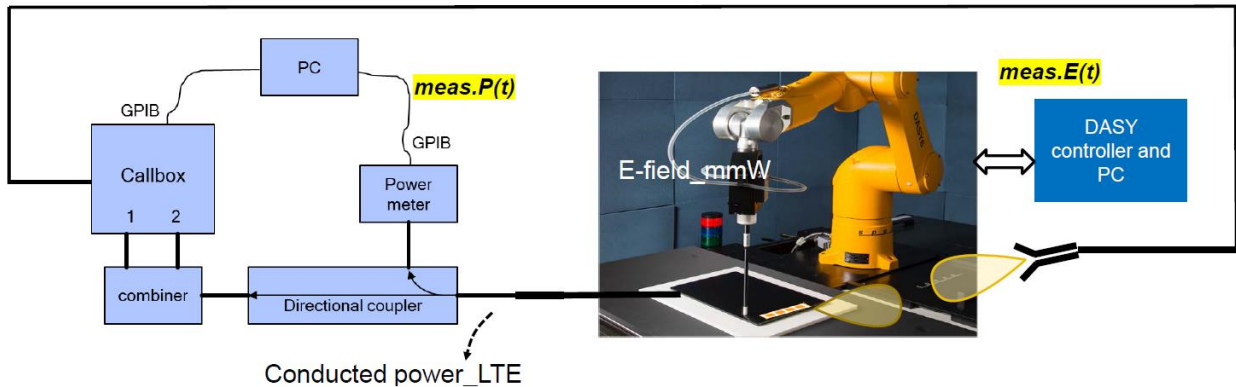 PC
meas.P(t)
meas.E(t)
GPIB
GPIB
Callbox
1 2
Power
meter
E-field_mmW
DASY6
DASY
controller and
PC
combiner
Directional coupler
Conducted power_LTE